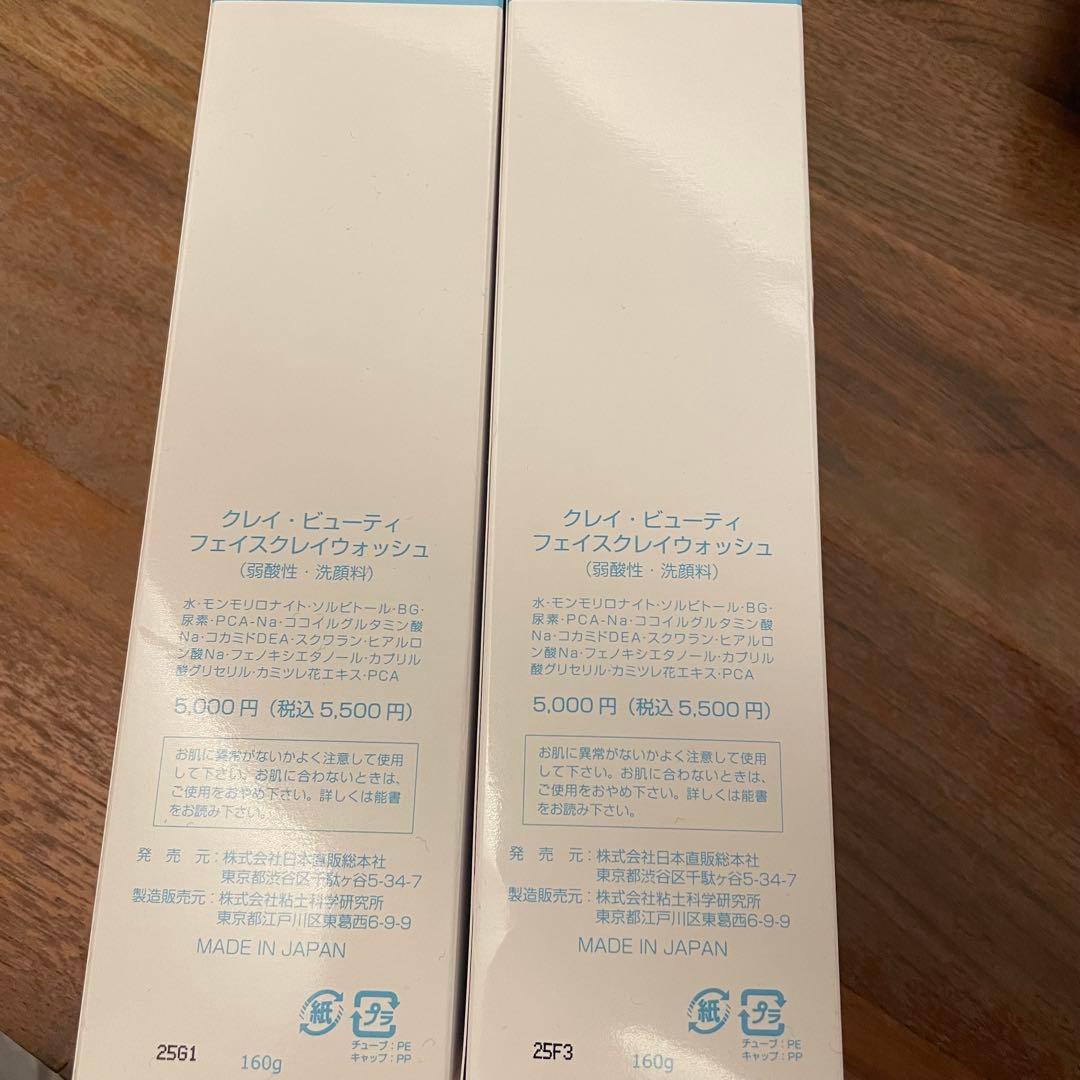 クレイ・ビューティ
フェイスクレイウォッシュ
(弱酸性・洗顔料)
水・モンモリロナイト・ソルビトール・BG・
尿素・PCA-Na・ココイルグルタミン酸
Na・コカミドDEA・スクワラン・ヒアルロ
ン酸Na・フェノキシエタノール・カプリル
酸グリセリル・カミツレ花エキス・PCA
5,000円(税込5,500円)
お肌に異常がないかよく注意して使用
して下さい。お肌に合わないときは、
ご使用をおやめ下さい。詳しくは能書
をお読み下さい。
発売元:株式会社日本直販総本社
東京都渋谷区千駄ヶ谷5-34-7
製造販売元:株式会社粘土科学研究所
東京都江戸川区東葛西6-9-9
MADE IN JAPAN
紙 プラ
チューブ:PE
キャップ:PP
25G1 160g
クレイ・ビューティ
フェイスクレイウォッシュ
(弱酸性・洗顔料)
水・モンモリロナイト・ソルビトール・BG・
尿素・PCA-Na・ココイルグルタミン酸
Na・コカミドDEA・スクワラン・ヒアルロ
ン酸Na・フェノキシエタノール・カプリル
酸グリセリル・カミツレ花エキス・PCA
5,000円(税込5,500円)
お肌に異常がないかよく注意して使用
して下さい。お肌に合わないときは、
ご使用をおやめ下さい。詳しくは能書
をお読み下さい。
発売元:株式会社日本直販総本社
東京都渋谷区千駄ヶ谷5-34-7
製造販売元:株式会社粘土科学研究所
東京都江戸川区東葛西6-9-9
MADE IN JAPAN
紙 プラ
チューブ:PE
キャップ:PP
25F3 160g